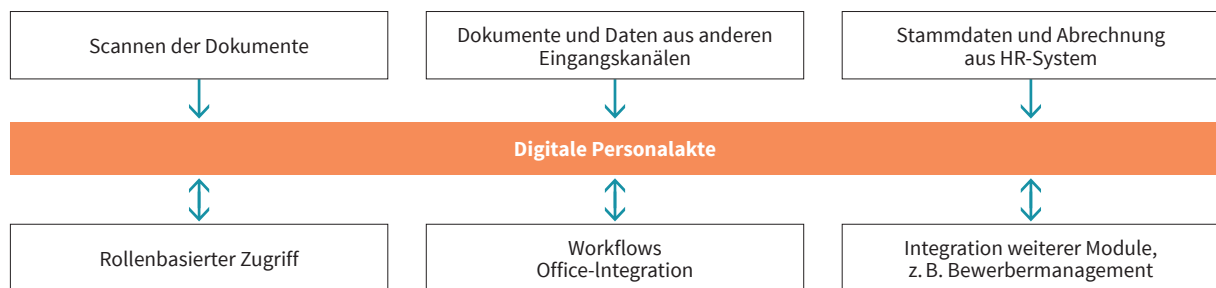 Scannen der Dokumente
Dokumente und Daten aus anderen
Eingangskanälen
Stammdaten und Abrechnung
aus HR-System
Digitale Personalakte
Rollenbasierter Zugriff
Workflows
Office-Integration
Integration weiterer Module,
z. B. Bewerbermanagement